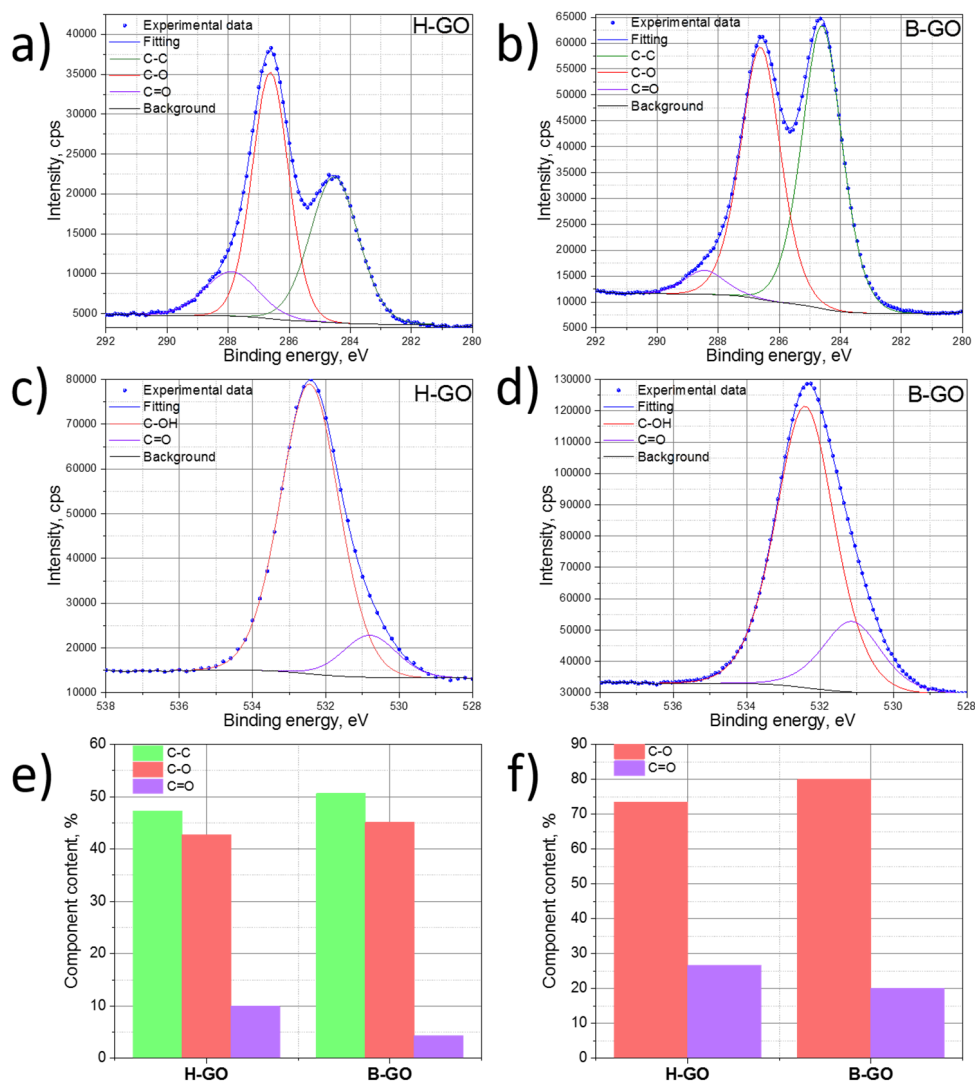 a)
H-GO
Experimental data
Fitting
C-C
C-O
C=O
Background
Intensity, cps
40000
35000
30000
25000
20000
15000
10000
5000
292 290 288 286 284 282 280
Binding energy, eV
b)
B-GO
Experimental data
Fitting
C-C
C-O
C=O
Background
Intensity, cps
65000
60000
55000
50000
45000
40000
35000
30000
25000
20000
15000
10000
5000
292 290 288 286 284 282 280
Binding energy, eV
c)
H-GO
Experimental data
Fitting
C-OH
C=O
Background
Intensity, cps
80000
70000
60000
50000
40000
30000
20000
10000
538 536 534 532 530 528
Binding energy, eV
d)
B-GO
Experimental data
Fitting
C-OH
C=O
Background
Intensity, cps
130000
120000
110000
100000
90000
80000
70000
60000
50000
40000
30000
538 536 534 532 530 528
Binding energy, eV
e)
C-C
C-O
C=O
Component content, %
60
50
40
30
20
10
0
H-GO B-GO
f)
C-O
C=O
Component content, %
90
80
70
60
50
40
30
20
10
0
H-GO B-GO